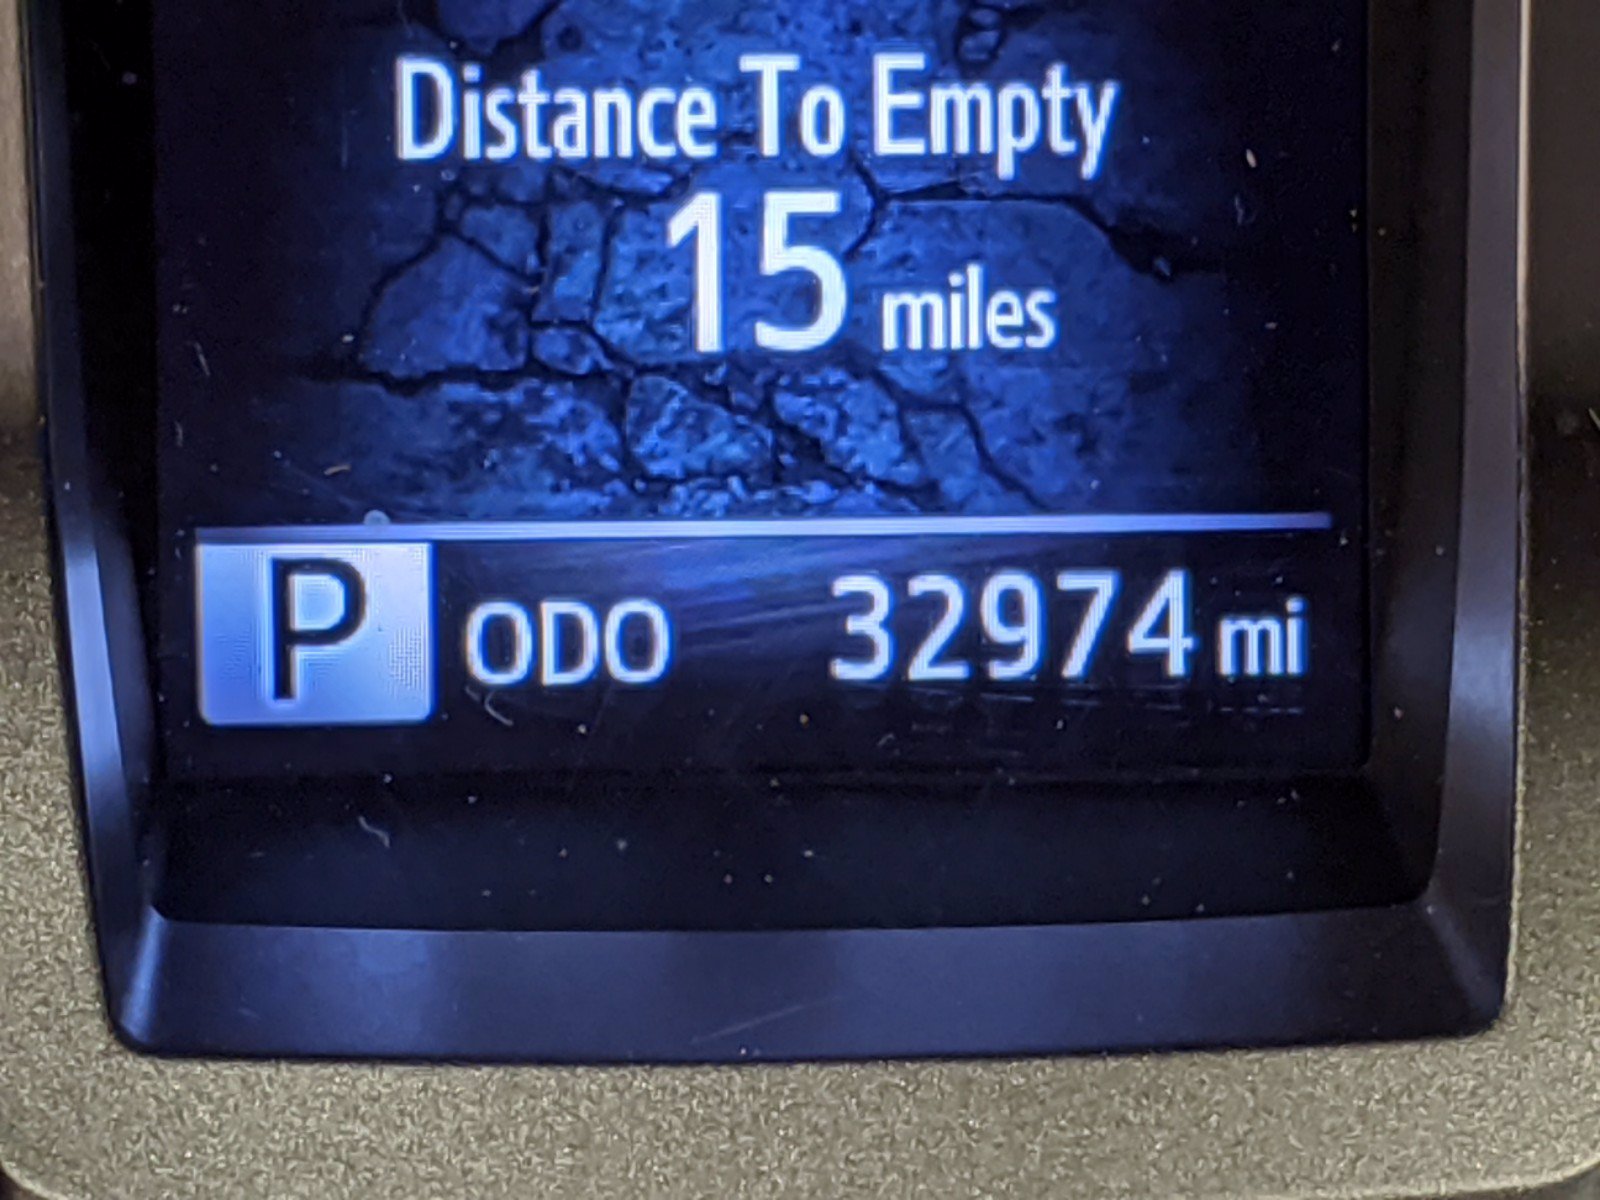 Distance To Empty
15 miles
P ODO 32974 mi